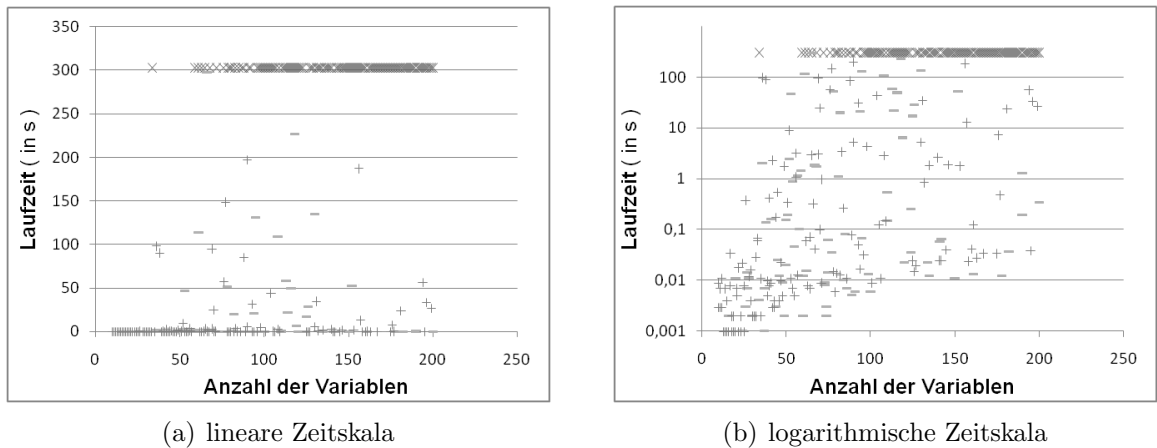 350
300
250
200
150
100
50
0
Laufzeit ( in s )
0 50 100 150 200 250
Anzahl der Variablen
(a) lineare Zeitskala
100
10
1
0,1
0,01
0,001
Laufzeit ( in s )
0 50 100 150 200 250
Anzahl der Variablen
(b) logarithmische Zeitskala